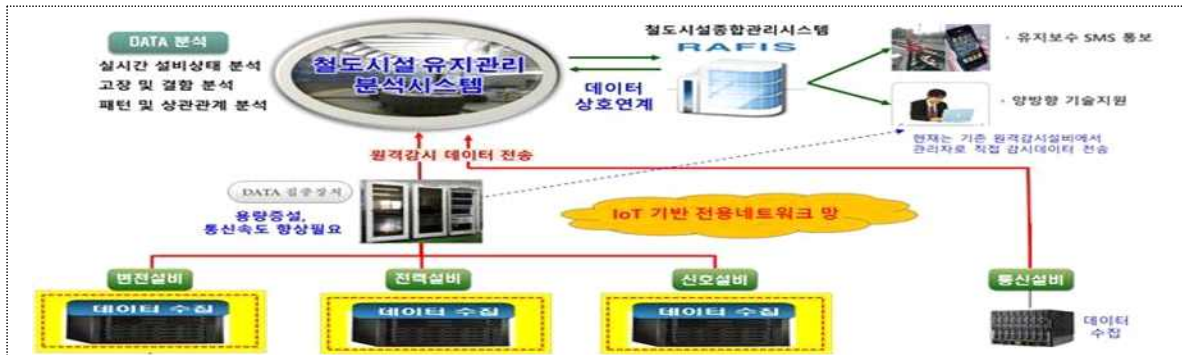 DATA 분석
실시간 설비상태 분석
고장 및 결함 분석
패턴 및 상관관계 분석
철도시설 유지관리
분석시스템
데이터
상호연계
철도시설종합관리시스템
RAFIS
· 유지보수 SMS 통보
· 양방향 기술지원
현재는 기존 원격감시설비에서
관리자로 직접 감시데이터 전송
원격감시 데이터 전송
DATA 집중장치
용량증설,
통신속도 향상필요
IoT 기반 전용네트워크 망
변전설비
전력설비
신호설비
통신설비
데이터 수집
데이터 수집
데이터 수집
데이터
수집